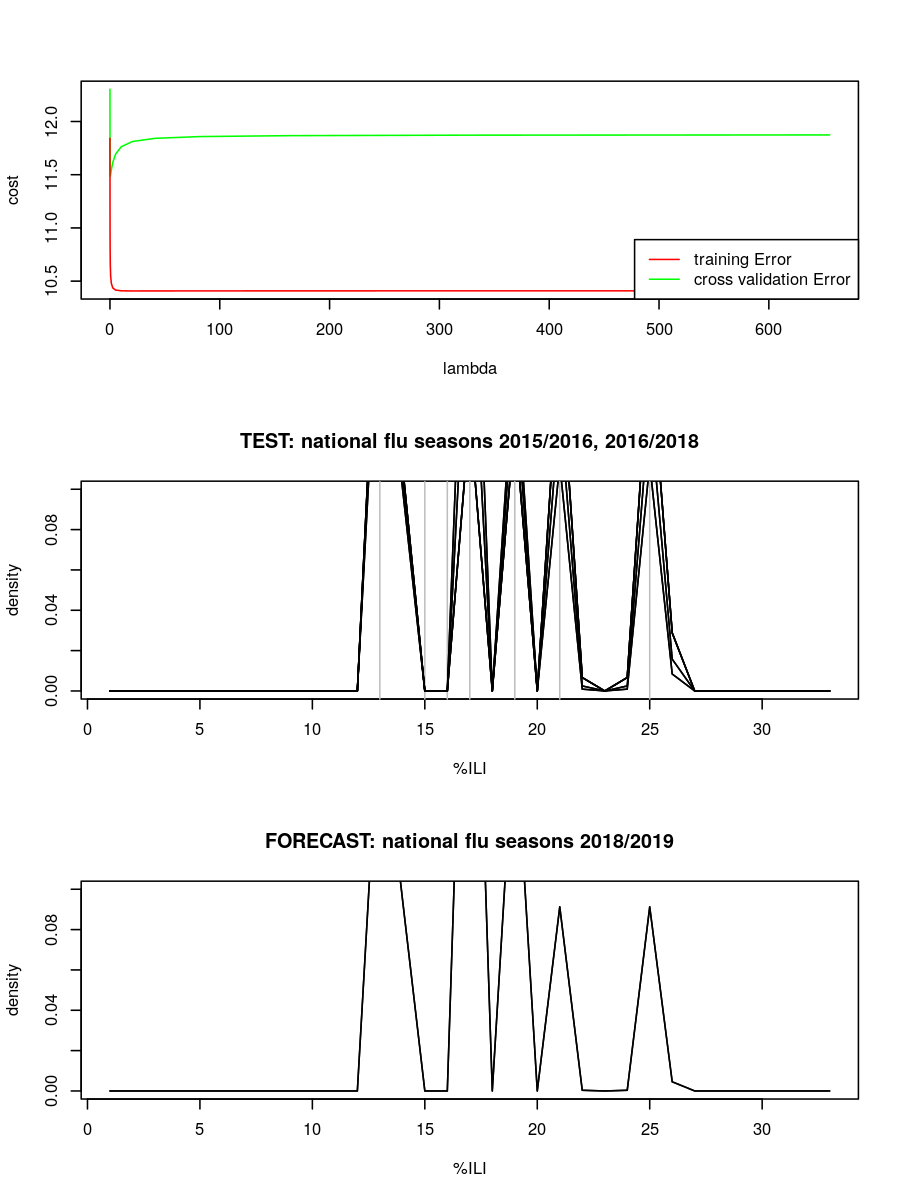 cost
12.0
11.5
11.0
10.5
training Error
cross validation Error
0 100 200 300 400 500 600
lambda
TEST: national flu seasons 2015/2016, 2016/2018
density
0.08
0.04
0.00
0 5 10 15 20 25 30
%ILI
FORECAST: national flu seasons 2018/2019
density
0.08
0.04
0.00
0 5 10 15 20 25 30
%ILI